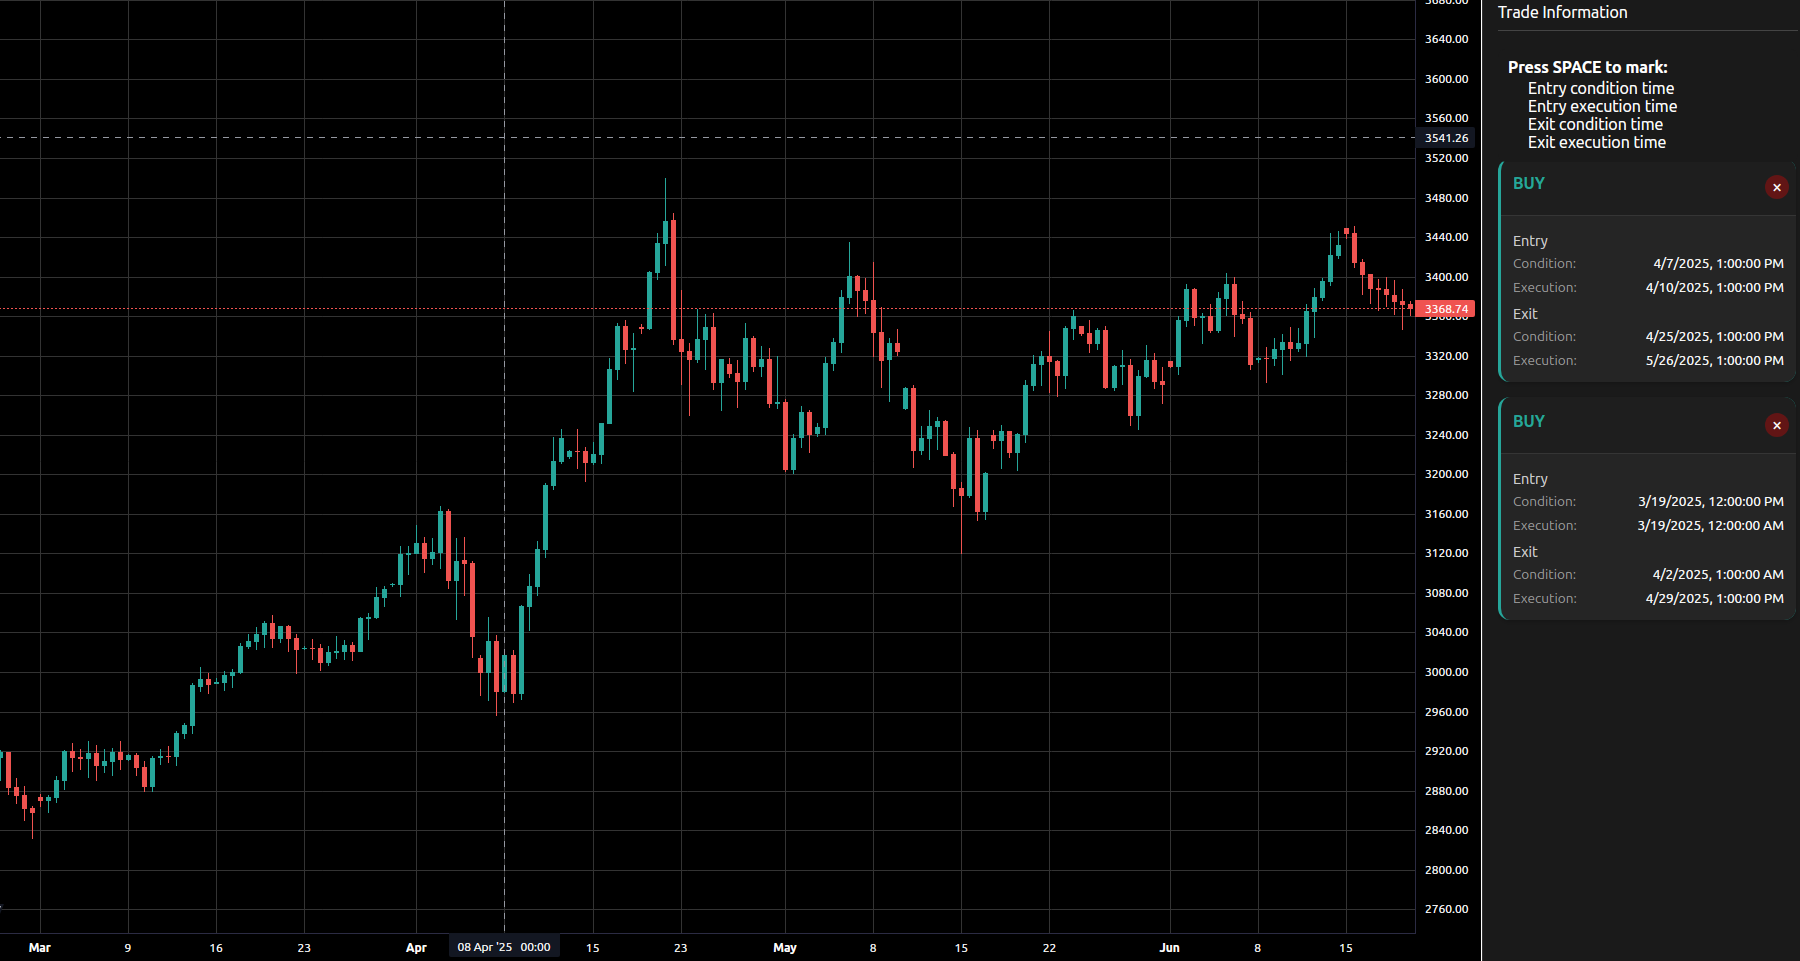 3680.00
3640.00
3600.00
3560.00
3541.26
3520.00
3480.00
3440.00
3400.00
3368.74
3360.00
3320.00
3280.00
3240.00
3200.00
3160.00
3120.00
3080.00
3040.00
3000.00
2960.00
2920.00
2880.00
2840.00
2800.00
2760.00
Mar 9 16 23 Apr 08 Apr '25 00:00 15 23 May 8 15 22 Jun 8 15
Trade Information
Press SPACE to mark:
Entry condition time
Entry execution time
Exit condition time
Exit execution time
BUY ×
Entry
Condition: 4/7/2025, 1:00:00 PM
Execution: 4/10/2025, 1:00:00 PM
Exit
Condition: 4/25/2025, 1:00:00 PM
Execution: 5/26/2025, 1:00:00 PM
BUY ×
Entry
Condition: 3/19/2025, 12:00:00 PM
Execution: 3/19/2025, 12:00:00 AM
Exit
Condition: 4/2/2025, 1:00:00 AM
Execution: 4/29/2025, 1:00:00 PM